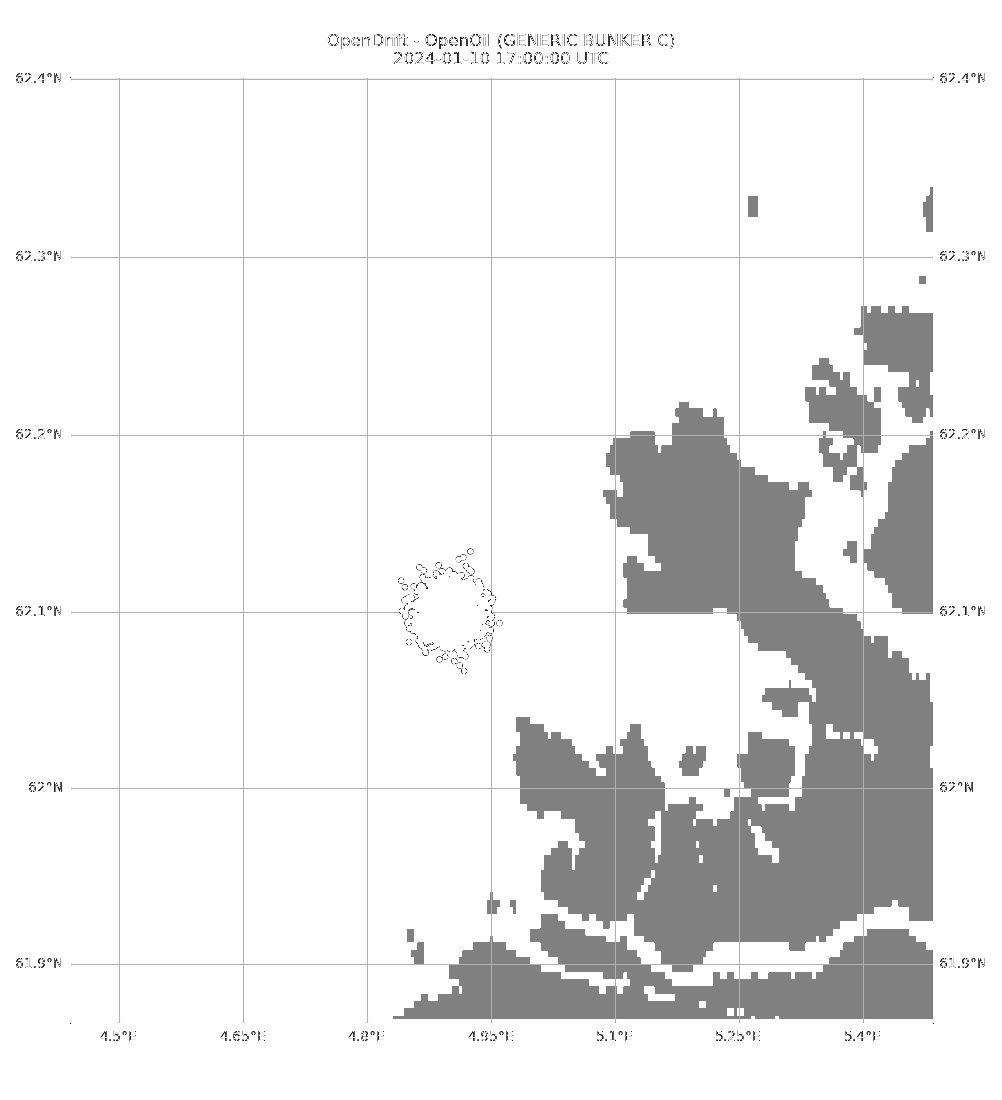 OpenDrift - OpenOil (GENERIC BUNKER C)
2024-01-10 17:00:00 UTC
62.4°N 62.4°N
62.3°N 62.3°N
62.2°N 62.2°N
62.1°N 62.1°N
62°N 62°N
61.9°N 61.9°N
4.5°E 4.65°E 4.8°E 4.95°E 5.1°E 5.25°E 5.4°E